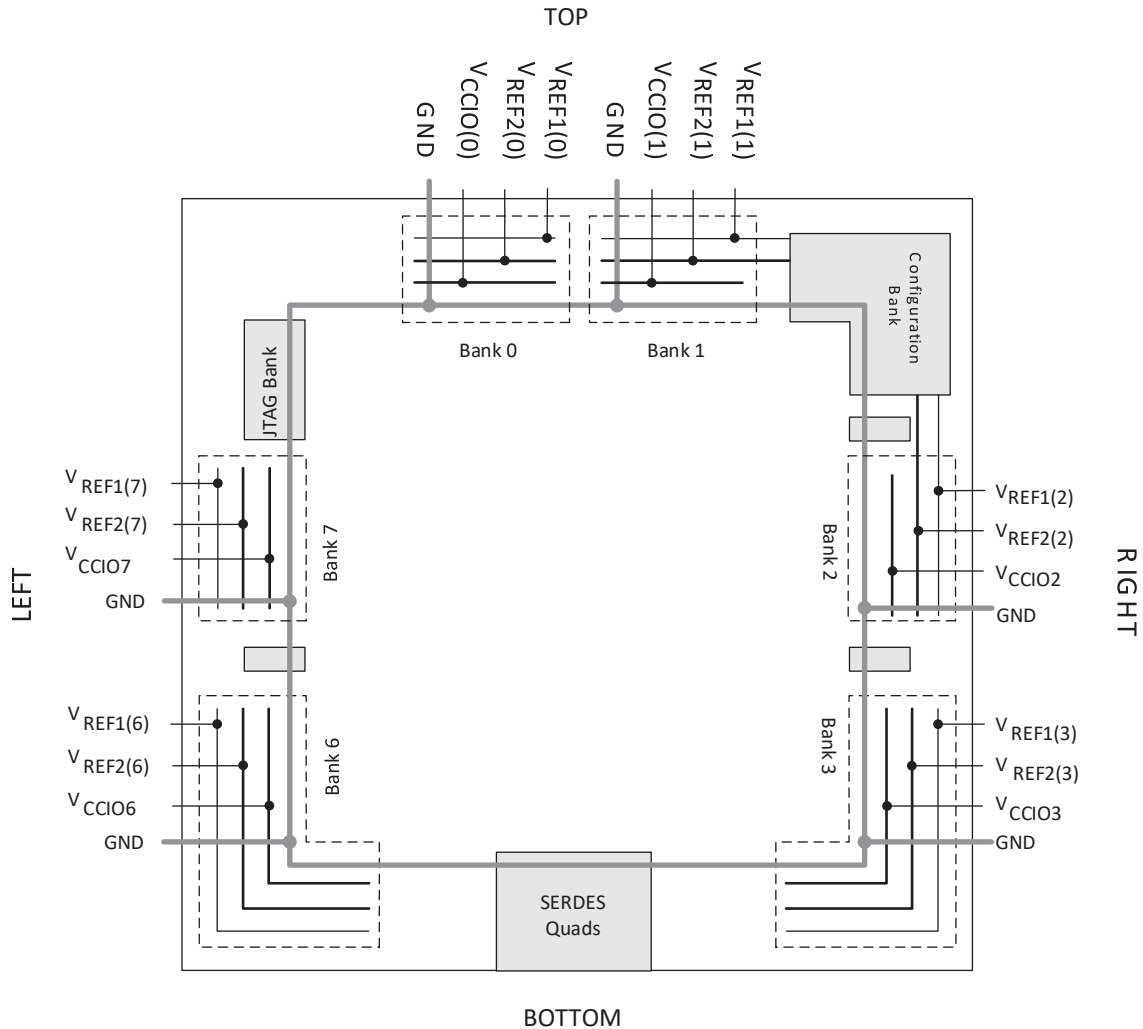 TOP
GND
VCCIO(0)
VREF2(0)
VREF1(0)
GND
VCCIO(1)
VREF2(1)
VREF1(1)
Configuration
Bank
Bank 0
Bank 1
JTAG Bank
VREF1(7)
VREF2(7)
VCCIO7
GND
Bank 7
Bank 2
VREF1(2)
VREF2(2)
VCCIO2
GND
LEFT
RIGHT
VREF1(6)
VREF2(6)
VCCIO6
GND
Bank 6
Bank 3
VREF1(3)
VREF2(3)
VCCIO3
GND
SERDES
Quads
BOTTOM